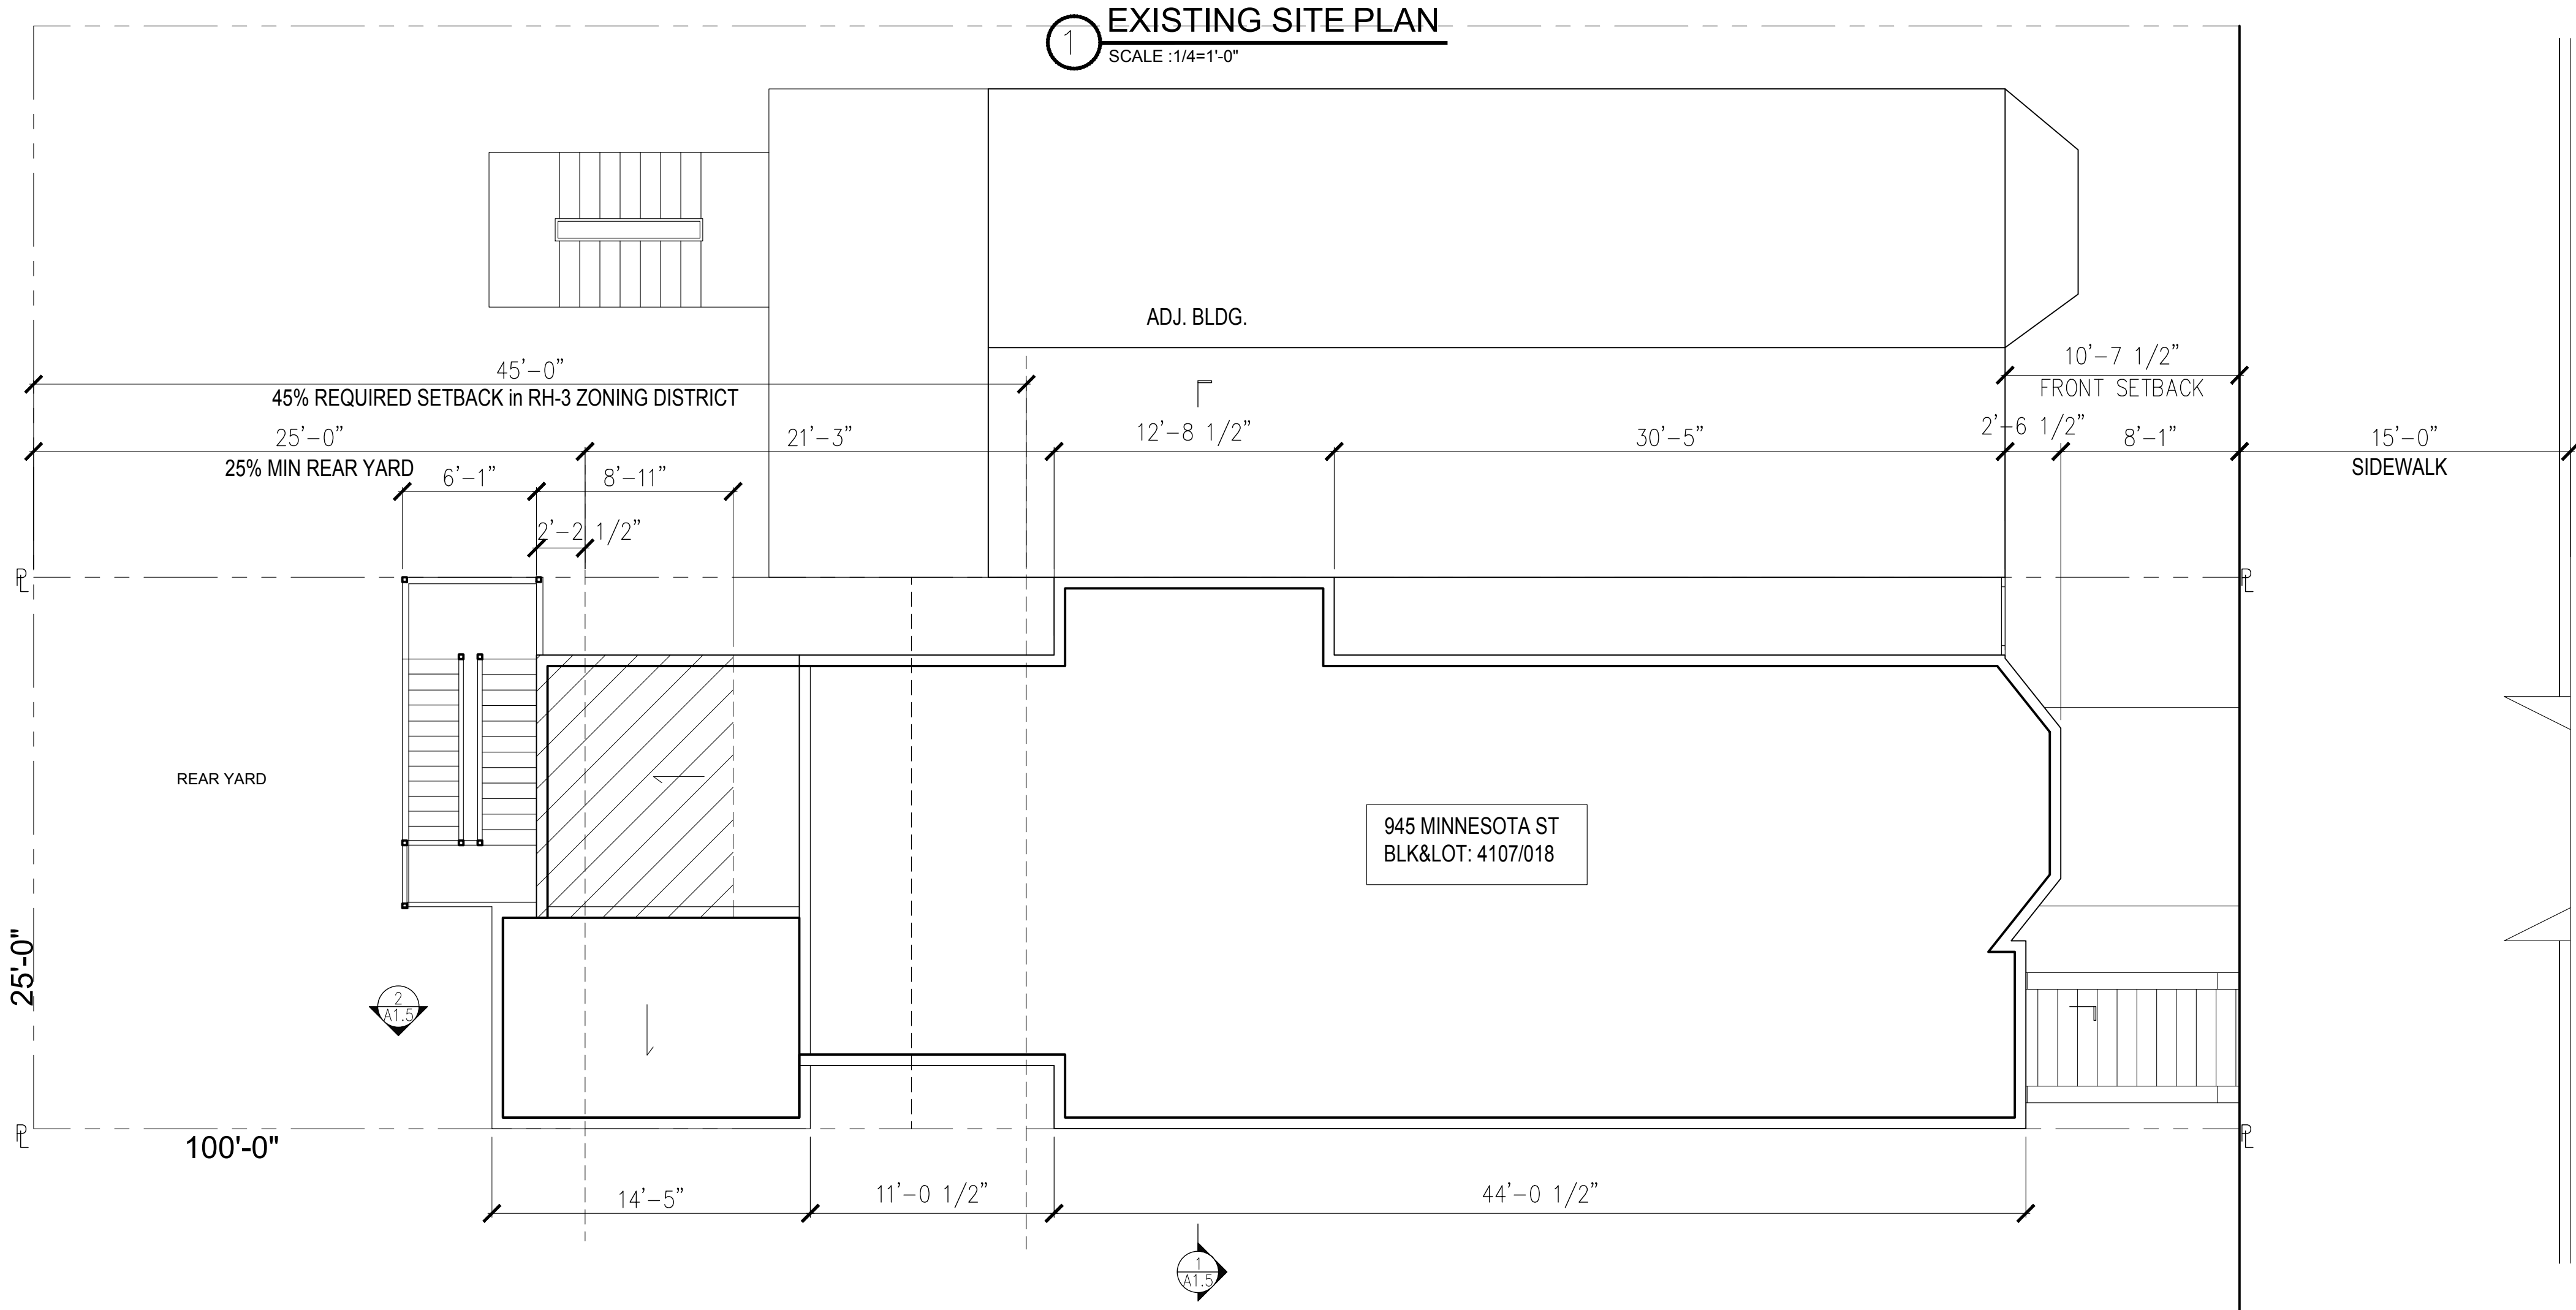 1
EXISTING SITE PLAN
SCALE :1/4=1'-0"
ADJ. BLDG.
45'-0"
45% REQUIRED SETBACK in RH-3 ZONING DISTRICT
10'-7 1/2"
FRONT SETBACK
25'-0"
21'-3"
12'-8 1/2"
30'-5"
2'-6 1/2"
8'-1"
15'-0"
25% MIN REAR YARD
SIDEWALK
6'-1"
8'-11"
2'-2 1/2"
PL
PL
REAR YARD
945 MINNESOTA ST
BLK&LOT: 4107/018
25'-0"
2
A1.5
PL
PL
100'-0"
14'-5"
11'-0 1/2"
44'-0 1/2"
1
A1.5